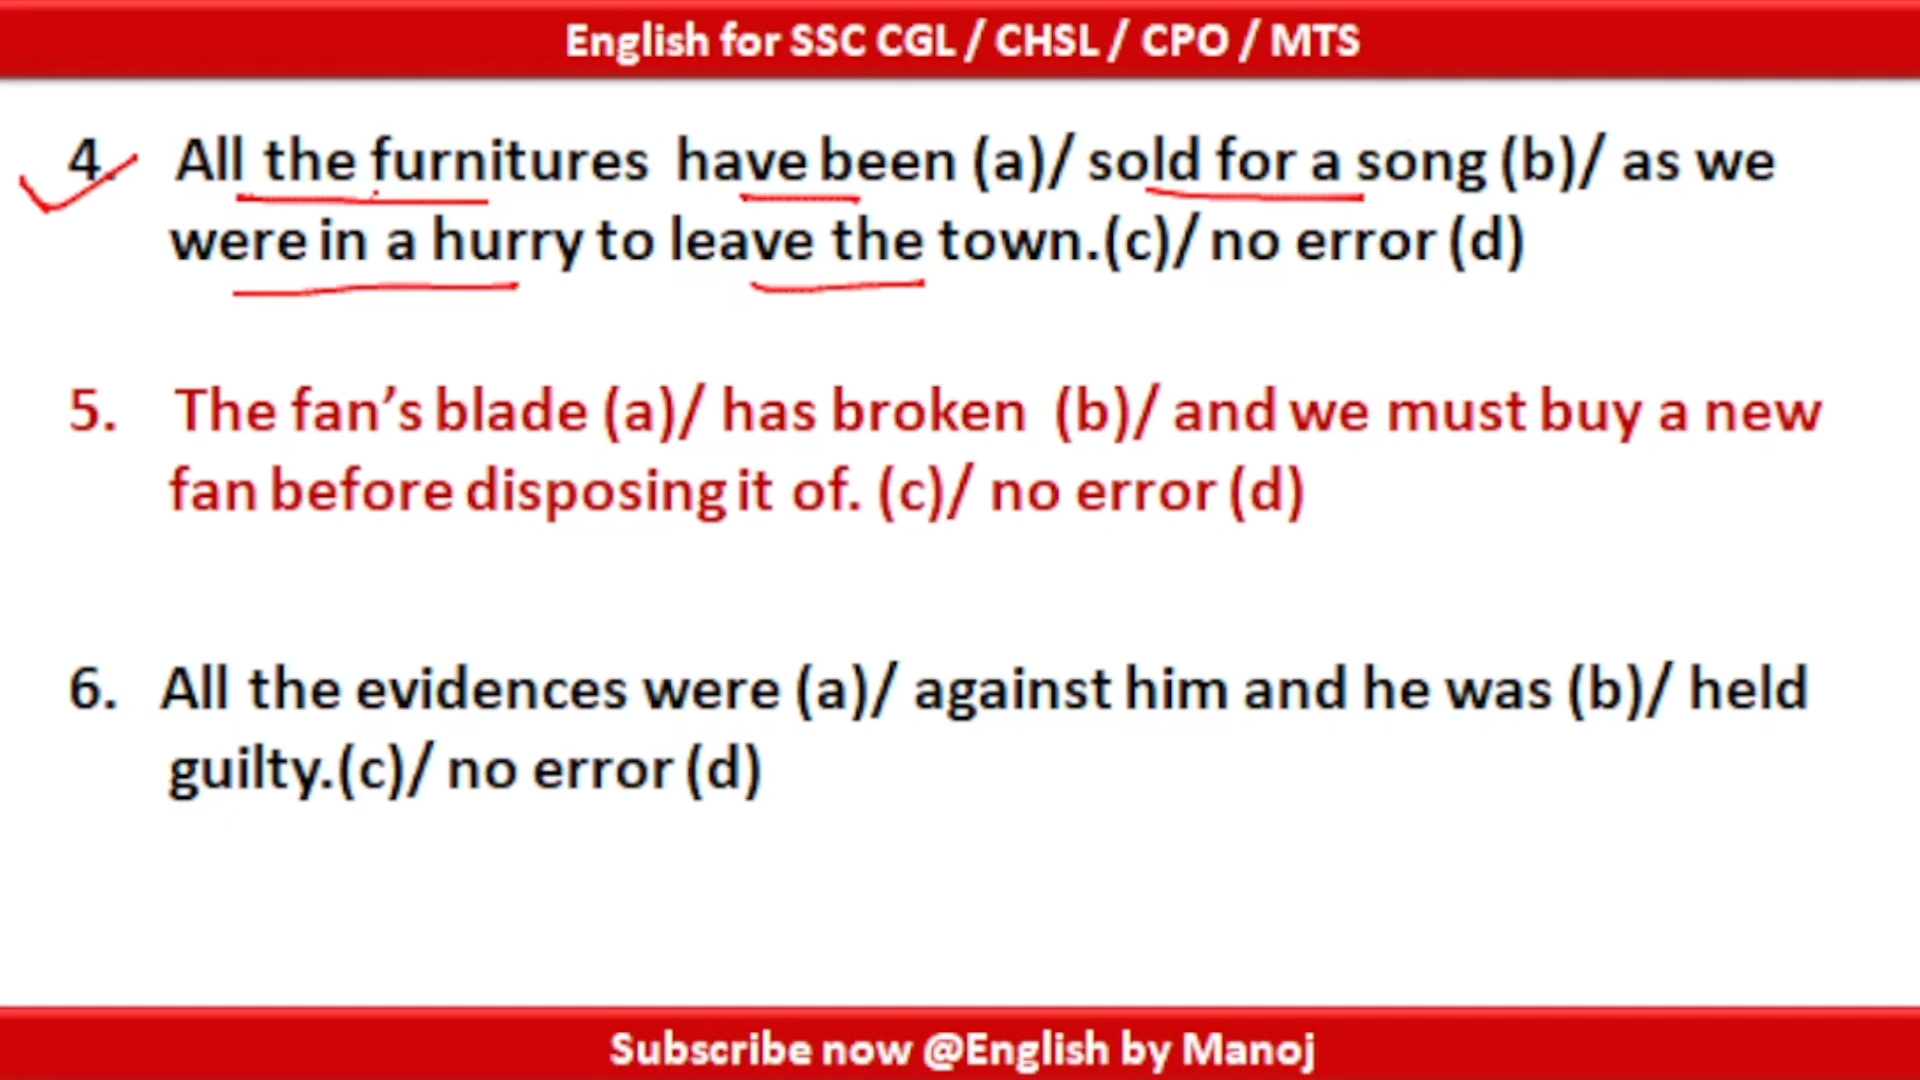 English for SSC CGL / CHSL / CPO / MTS
4. All the furnitures have been (a)/ sold for a song (b)/ as we
were in a hurry to leave the town.(c)/ no error (d)
5. The fan’s blade (a)/ has broken (b)/ and we must buy a new
fan before disposing it of. (c)/ no error (d)
6. All the evidences were (a)/ against him and he was (b)/ held
guilty.(c)/ no error (d)
Subscribe now @English by Manoj